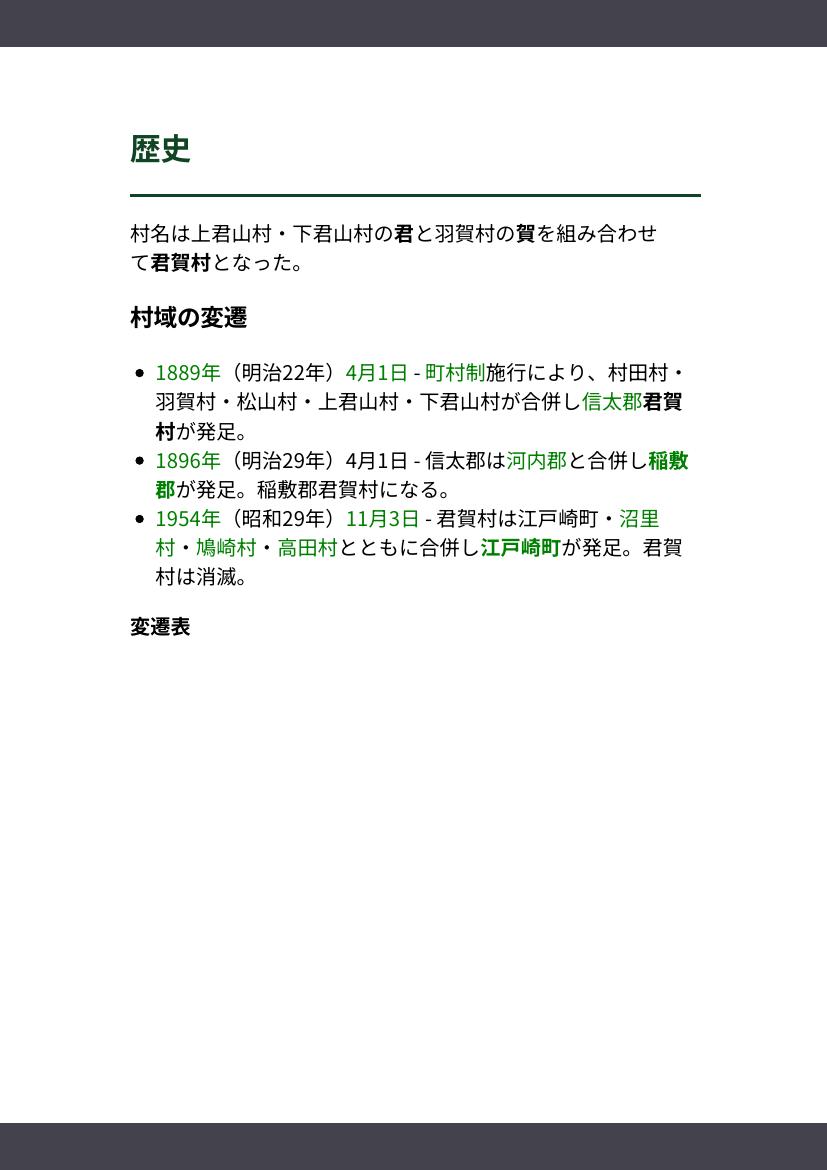 歴史
村名は上君山村・下君山村の君と羽賀村の賀を組み合わせ
て君賀村となった。
村域の変遷
1889年（明治22年）4月1日 - 町村制施行により、村田村・
羽賀村・松山村・上君山村・下君山村が合併し信太郡君賀
村が発足。
1896年（明治29年）4月1日 - 信太郡は河内郡と合併し稲敷
郡が発足。稲敷郡君賀村になる。
1954年（昭和29年）11月3日 - 君賀村は江戸崎町・沼里
村・鳩崎村・高田村とともに合併し江戸崎町が発足。君賀
村は消滅。
変遷表